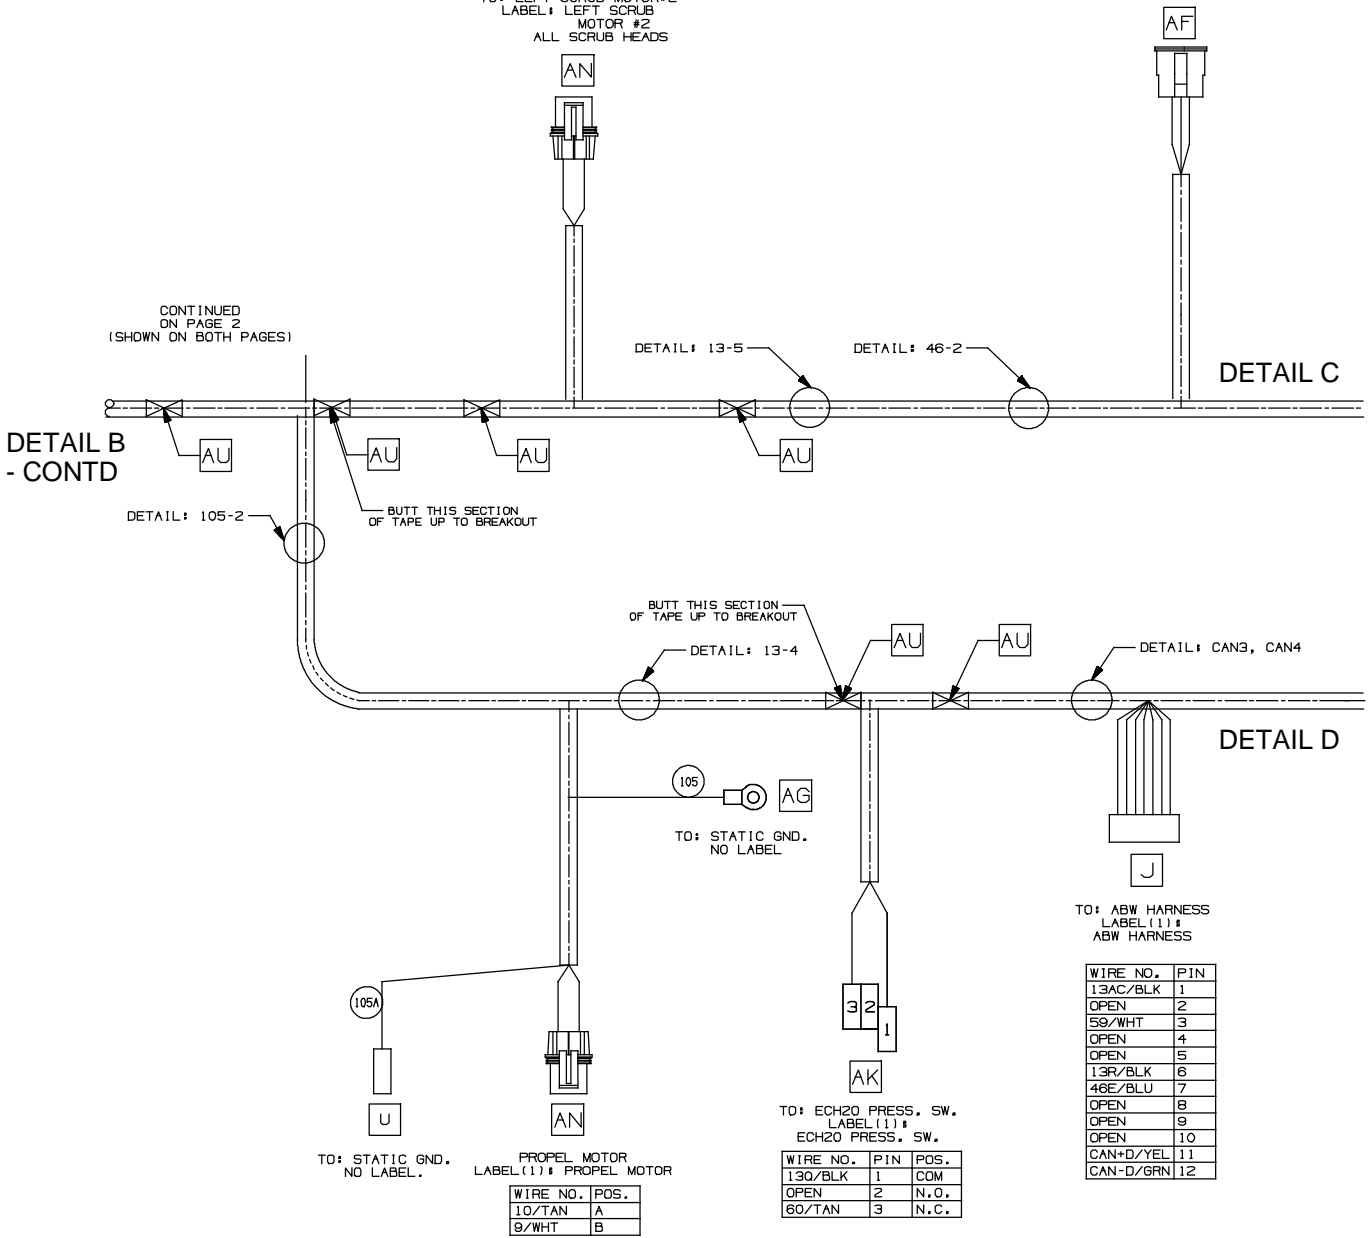 LABEL: LEFT SCRUB
MOTOR #2
ALL SCRUB HEADS
AN
AF
CONTINUED
ON PAGE 2
(SHOWN ON BOTH PAGES)
DETAIL: 13-5
DETAIL: 46-2
DETAIL C
DETAIL B
- CONTD
AU
AU
AU
AU
DETAIL: 105-2
BUTT THIS SECTION
OF TAPE UP TO BREAKOUT
BUTT THIS SECTION
OF TAPE UP TO BREAKOUT
AU
AU
DETAIL: 13-4
DETAIL: CAN3, CAN4
DETAIL D
105
AG
TO: STATIC GND.
NO LABEL
J
TO: ABW HARNESS
LABEL(1):
ABW HARNESS
WIRE NO. PIN
13AC/BLK 1
OPEN 2
59/WHT 3
OPEN 4
OPEN 5
13R/BLK 6
46E/BLU 7
OPEN 8
OPEN 9
OPEN 10
CAN+D/YEL 11
CAN-D/GRN 12
105A
3 2
1
U
AN
AK
TO: STATIC GND.
NO LABEL.
PROPEL MOTOR
LABEL(1): PROPEL MOTOR
WIRE NO. POS.
10/TAN A
9/WHT B
TO: ECH20 PRESS. SW.
LABEL(1):
ECH20 PRESS. SW.
WIRE NO. PIN POS.
13Q/BLK 1 COM
OPEN 2 N.O.
60/TAN 3 N.C.